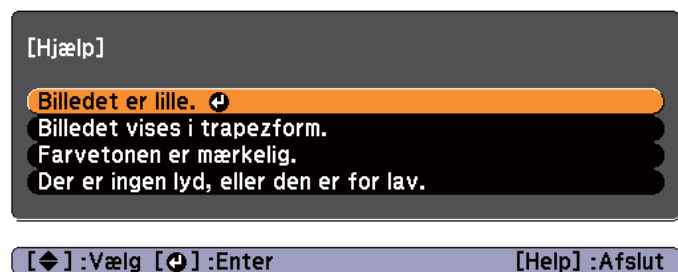 [Hjælp]
Billedet er lille.
Billedet vises i trapezform.
Farvetonen er mærkelig.
Der er ingen lyd, eller den er for lav.
[◆] :Vælg [↵] :Enter [Help] :Afslut